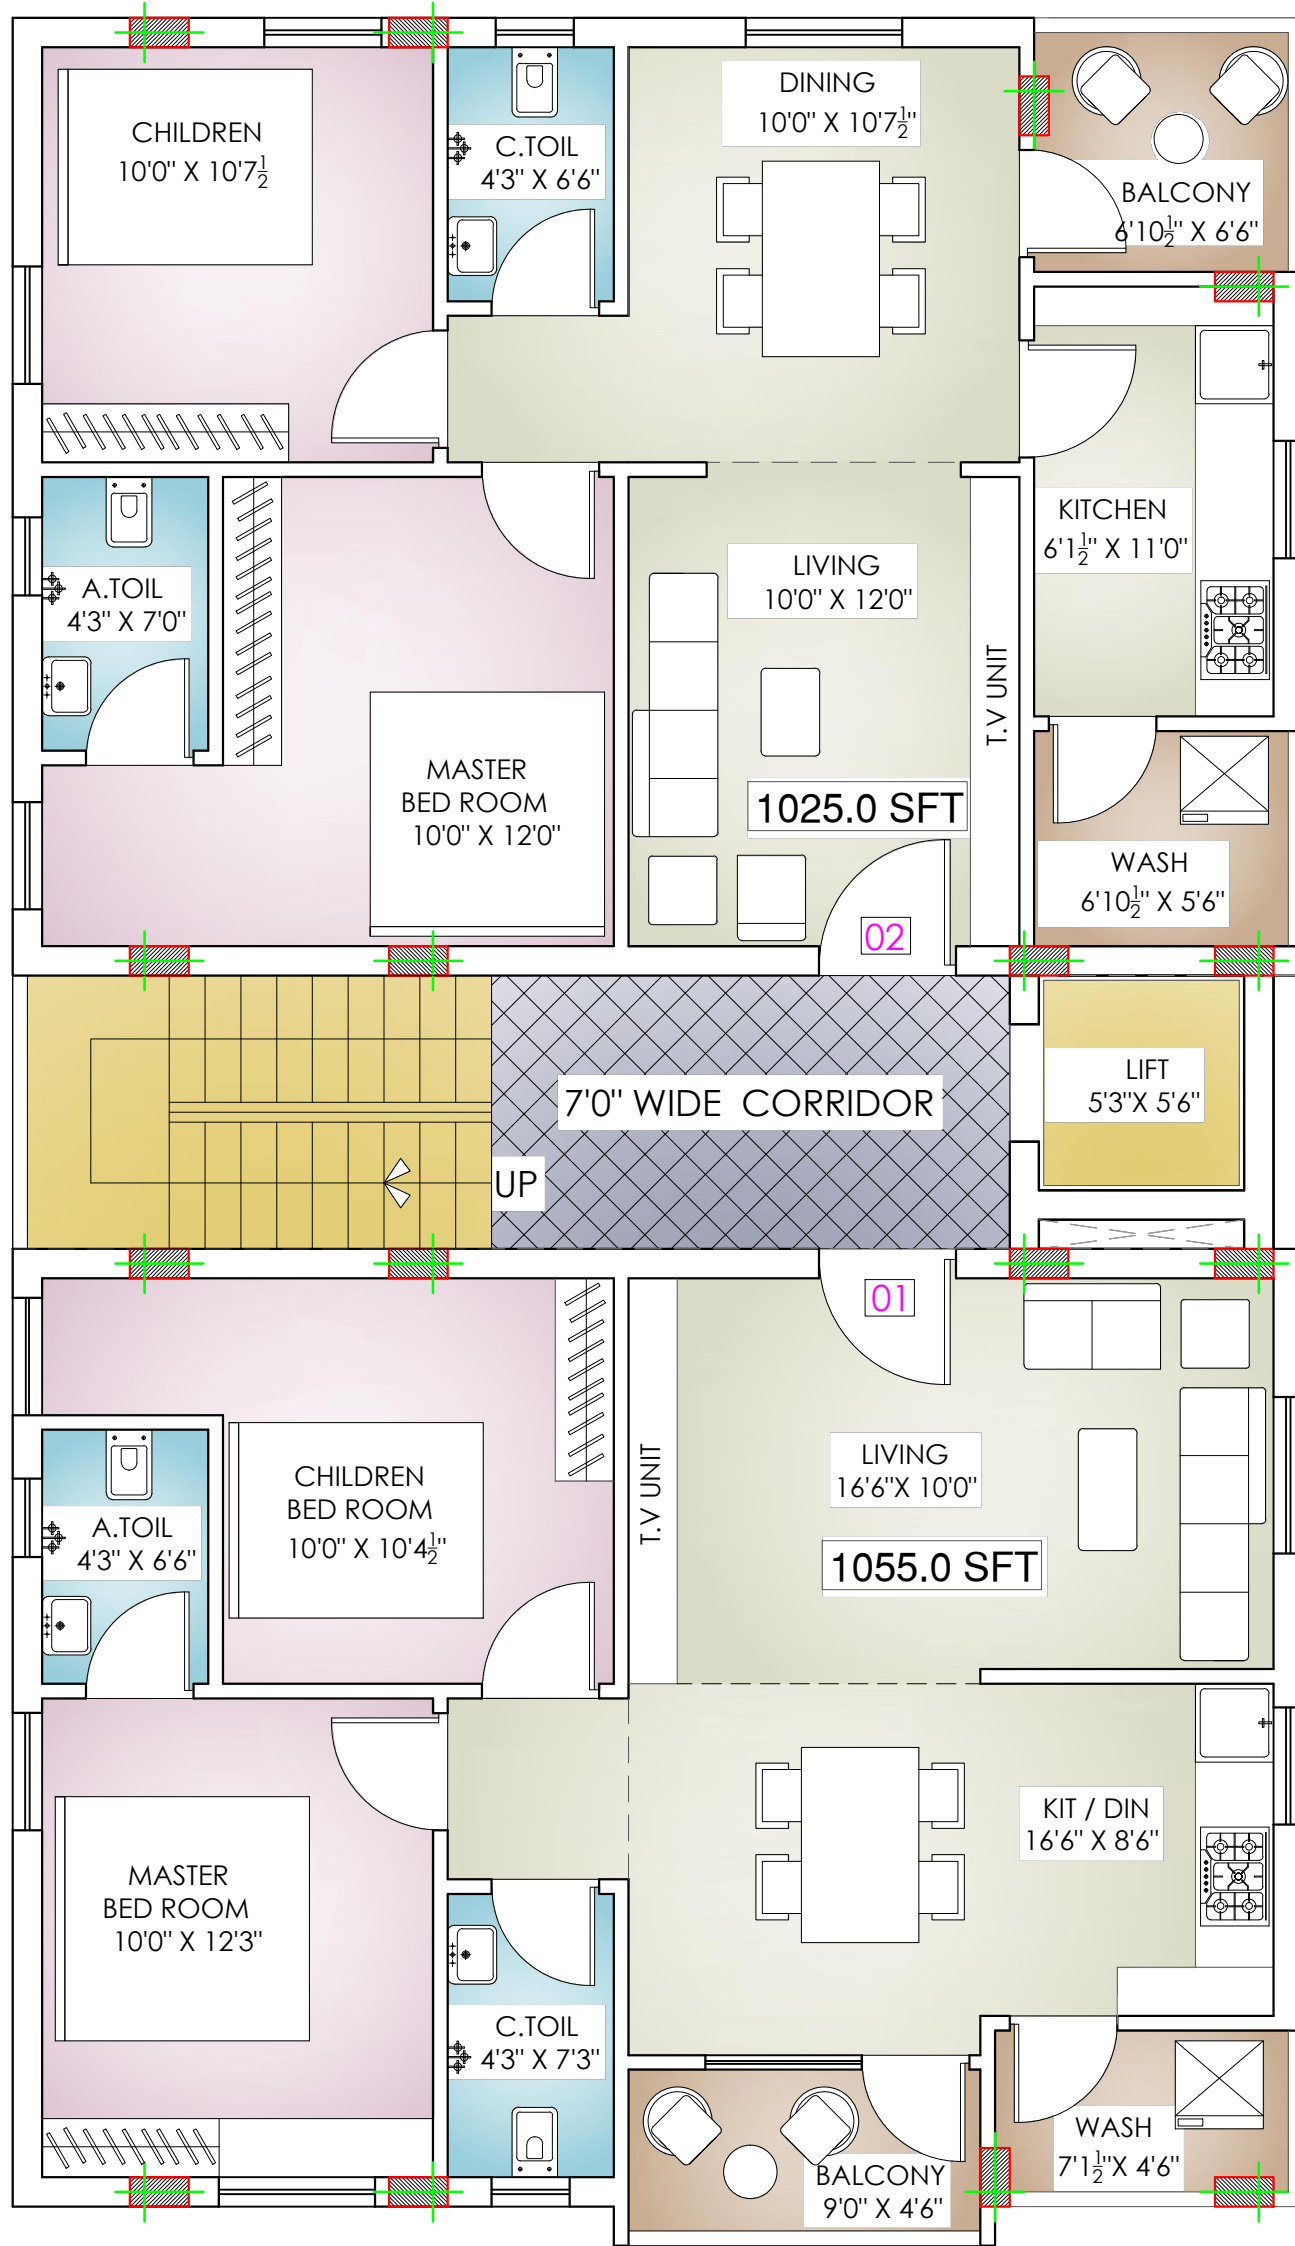 CHILDREN
10'0" X 10'7½
C.TOIL
4'3" X 6'6"
DINING
10'0" X 10'7½"
BALCONY
6'10½" X 6'6"
A.TOIL
4'3" X 7'0"
MASTER
BED ROOM
10'0" X 12'0"
LIVING
10'0" X 12'0"
T.V UNIT
1025.0 SFT
02
KITCHEN
6'1½" X 11'0"
WASH
6'10½" X 5'6"
7'0" WIDE CORRIDOR
UP
LIFT
5'3"X 5'6"
01
CHILDREN
BED ROOM
10'0" X 10'4½"
A.TOIL
4'3" X 6'6"
T.V UNIT
LIVING
16'6"X 10'0"
1055.0 SFT
MASTER
BED ROOM
10'0" X 12'3"
KIT / DIN
16'6" X 8'6"
C.TOIL
4'3" X 7'3"
BALCONY
9'0" X 4'6"
WASH
7'1½"X 4'6"